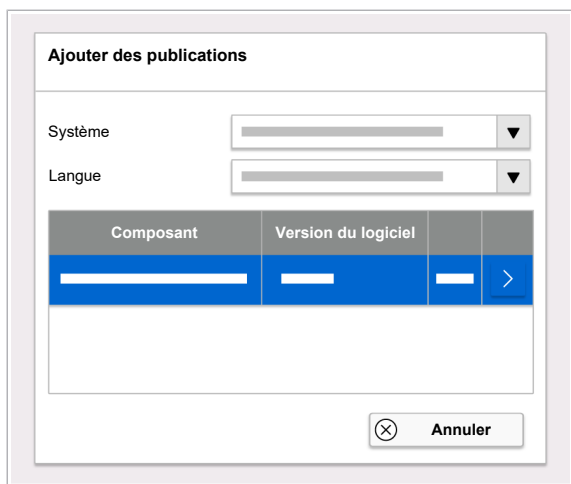 Ajouter des publications
Système
Langue
Composant Version du logiciel
Annuler